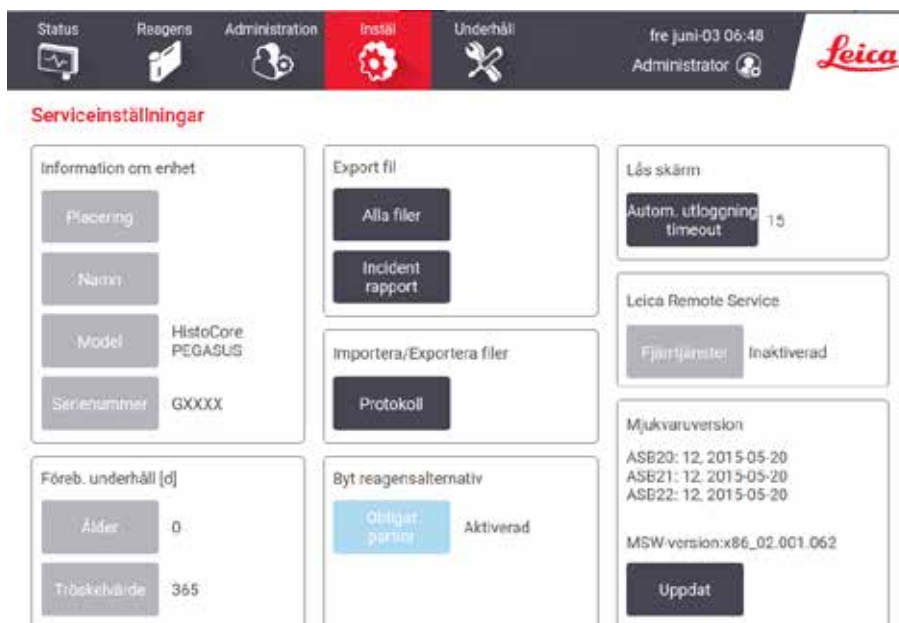 Status Reagens Administration Instäl Underhåll
fre juni-03 06:48
Administrator
Leica
Serviceinställningar
Information om enhet
Placering
Namn
Model HistoCore PEGASUS
Serienummer GXXXX
Föreb. underhåll [d]
Ålder 0
Tröskelvärde 365
Export fil
Alla filer
Incident
rapport
Importera/Exportera filer
Protokoll
Byt reagensalternativ
Obligat.
partinr Aktiverad
Lås skärm
Autom. utloggning
timeout 15
Leica Remote Service
Fjärrtjänster Inaktiverad
Mjukvaruversion
ASB20: 12, 2015-05-20
ASB21: 12, 2015-05-20
ASB22: 12, 2015-05-20
MSW-version:x86_02.001.062
Uppdat